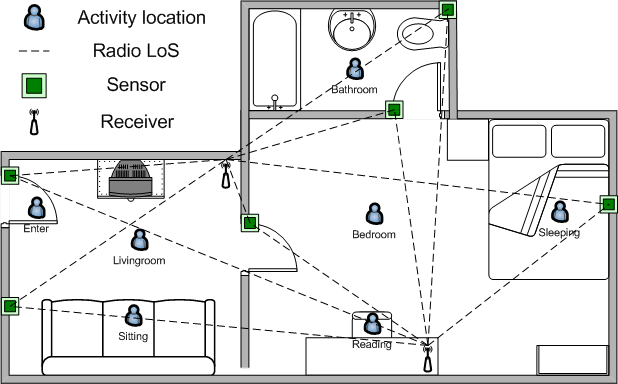 Activity location
Radio LoS
Sensor
Receiver
Bathroom
Enter
Livingroom
Bedroom
Sleeping
Sitting
Reading